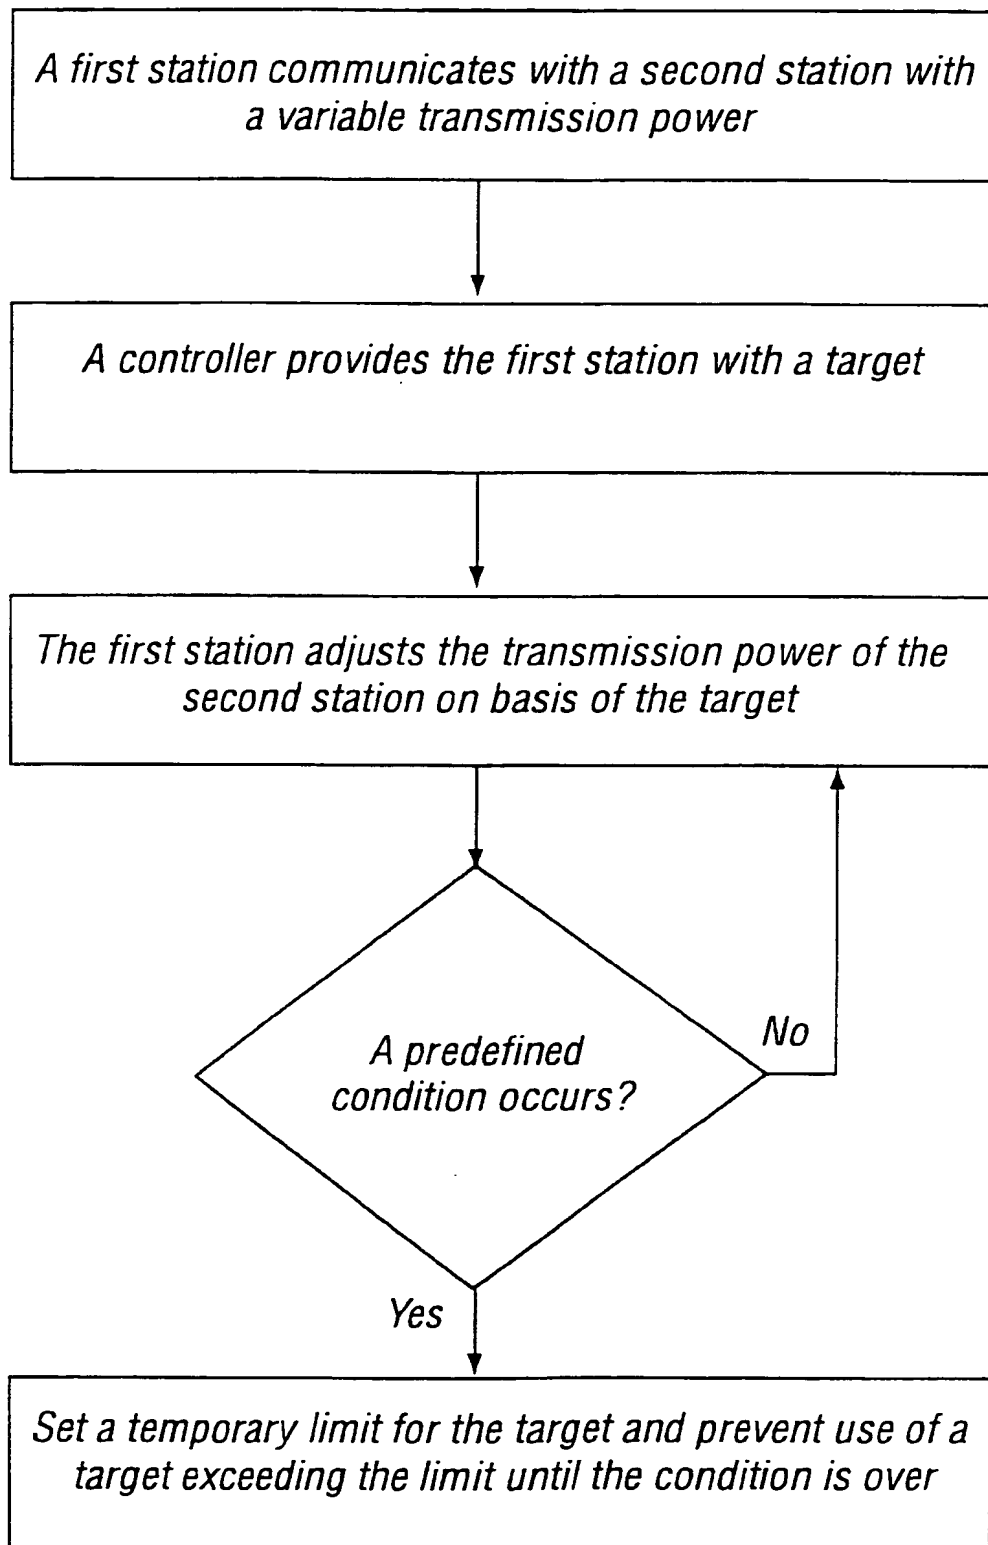 A first station communicates with a second station with
a variable transmission power
A controller provides the first station with a target
The first station adjusts the transmission power of the
second station on basis of the target
A predefined
condition occurs?
No
Yes
Set a temporary limit for the target and prevent use of a
target exceeding the limit until the condition is over